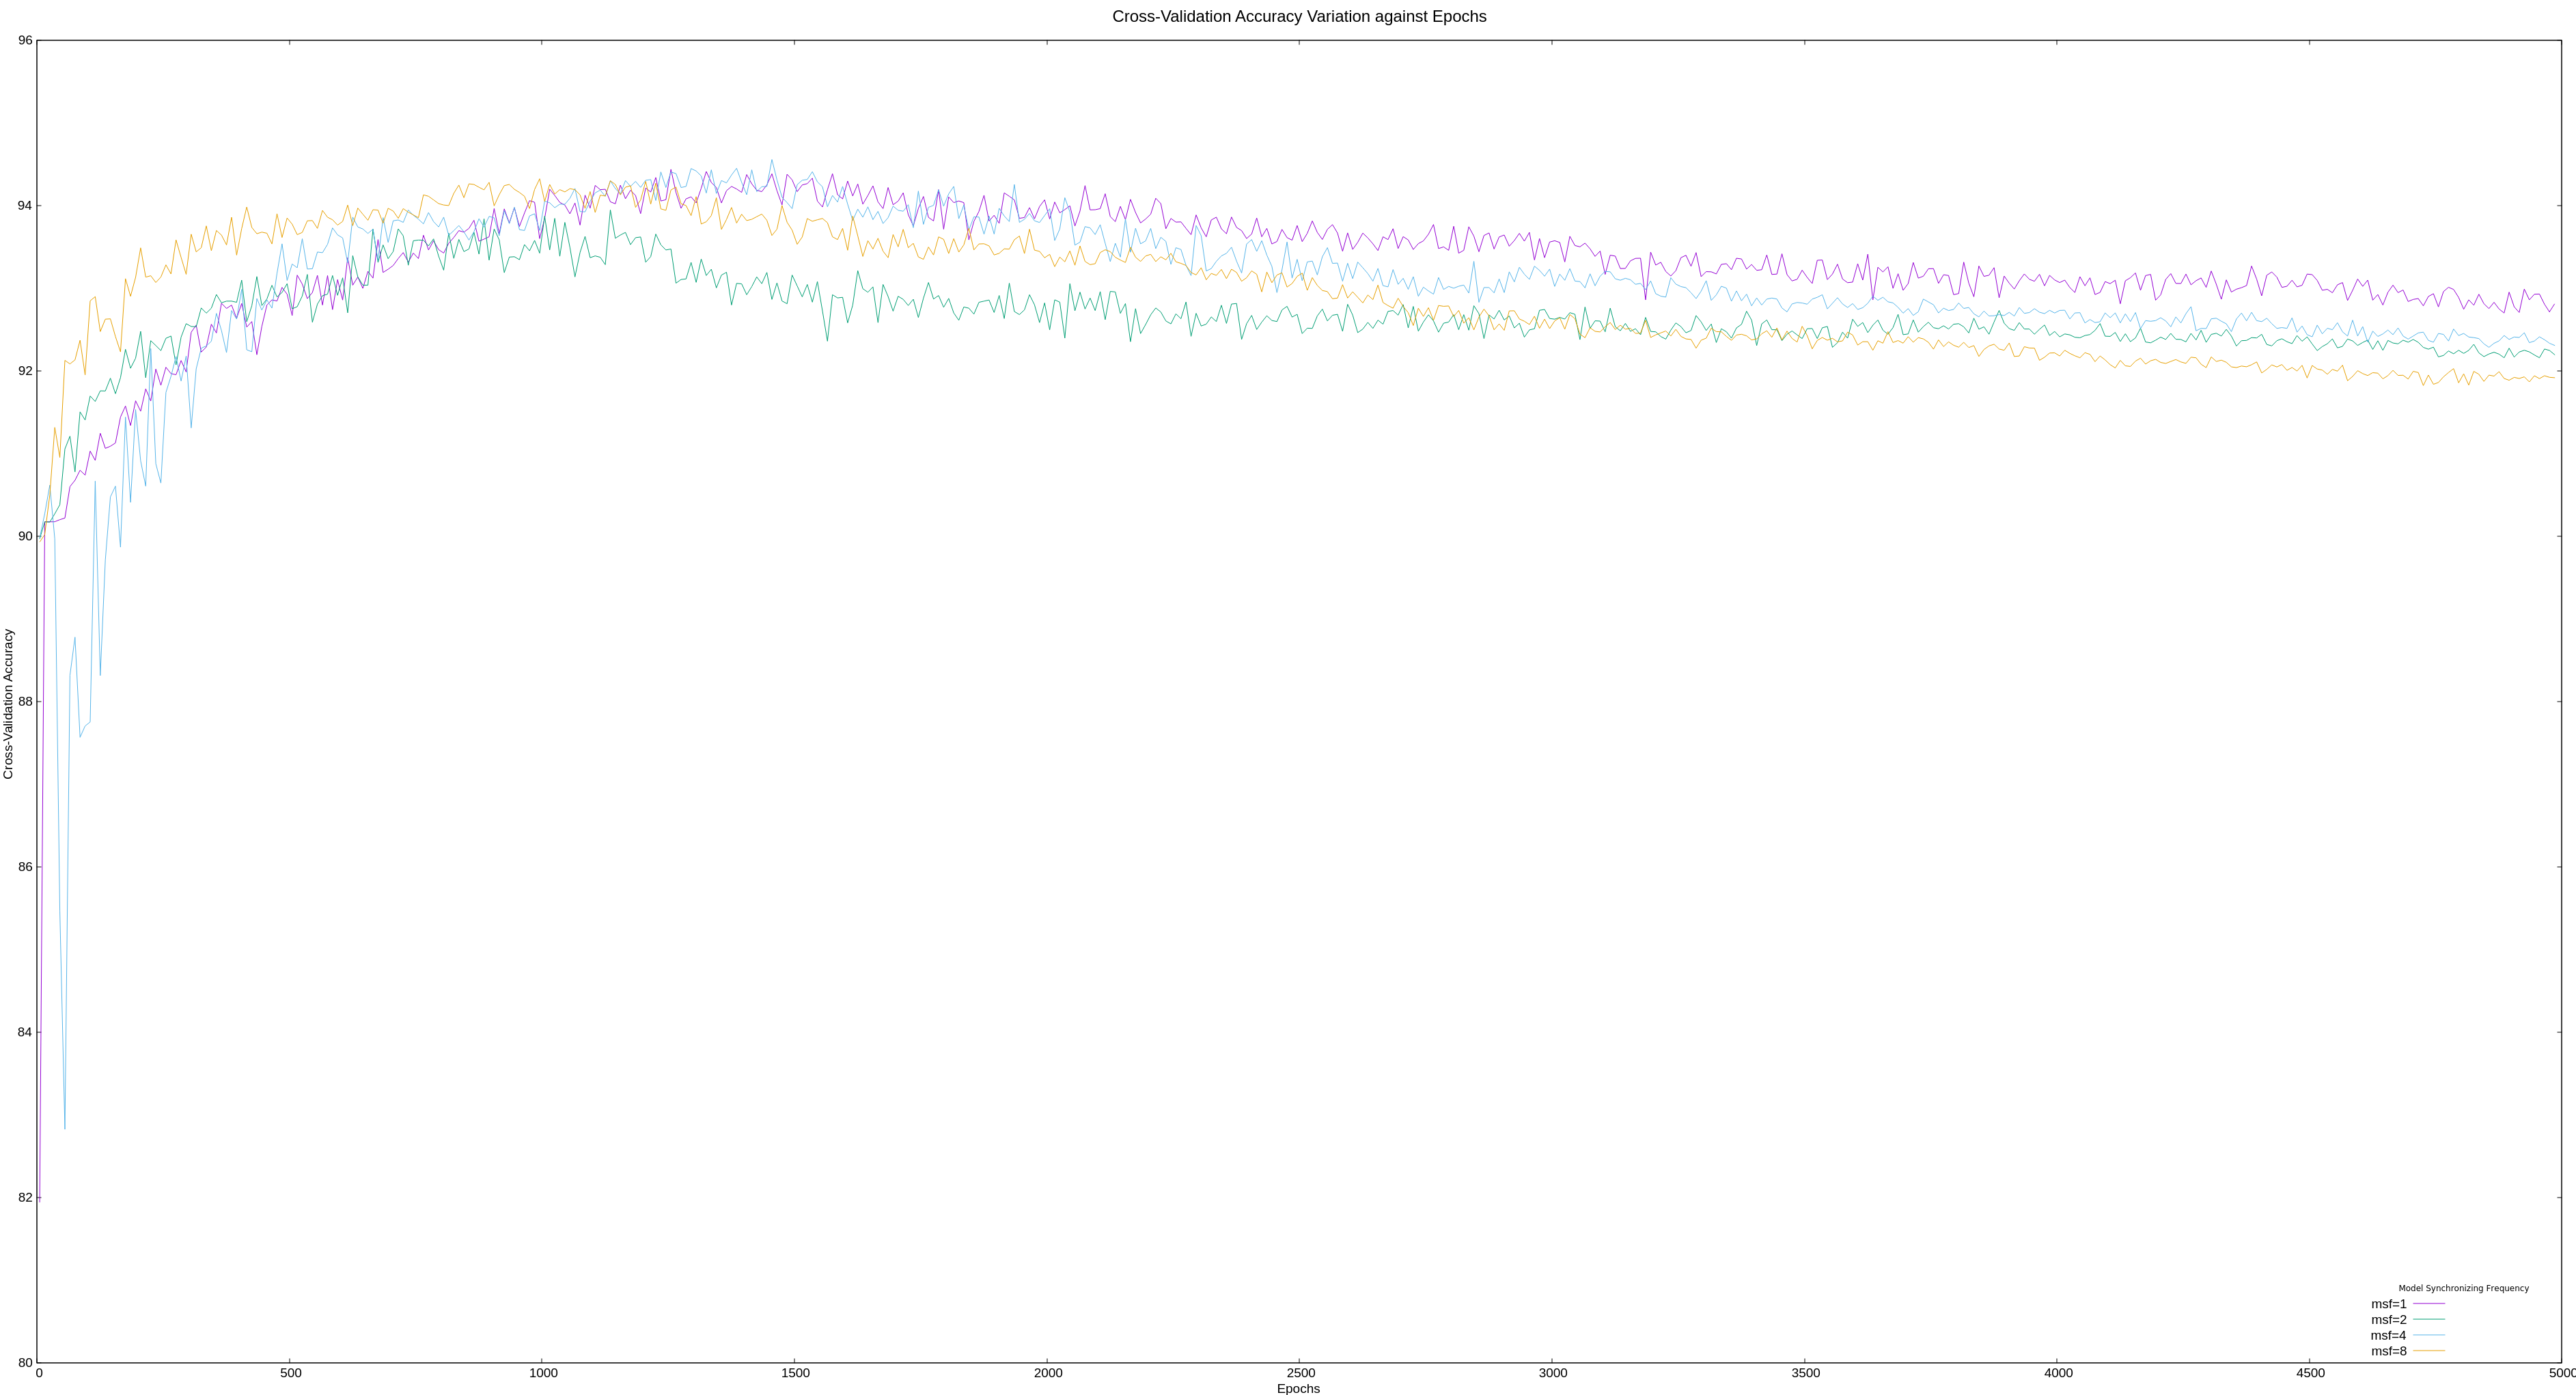 Cross-Validation Accuracy Variation against Epochs
96
94
92
90
88
86
84
82
80
Cross-Validation Accuracy
0 500 1000 1500 2000 2500 3000 3500 4000 4500 5000
Epochs
Model Synchronizing Frequency
msf=1
msf=2
msf=4
msf=8